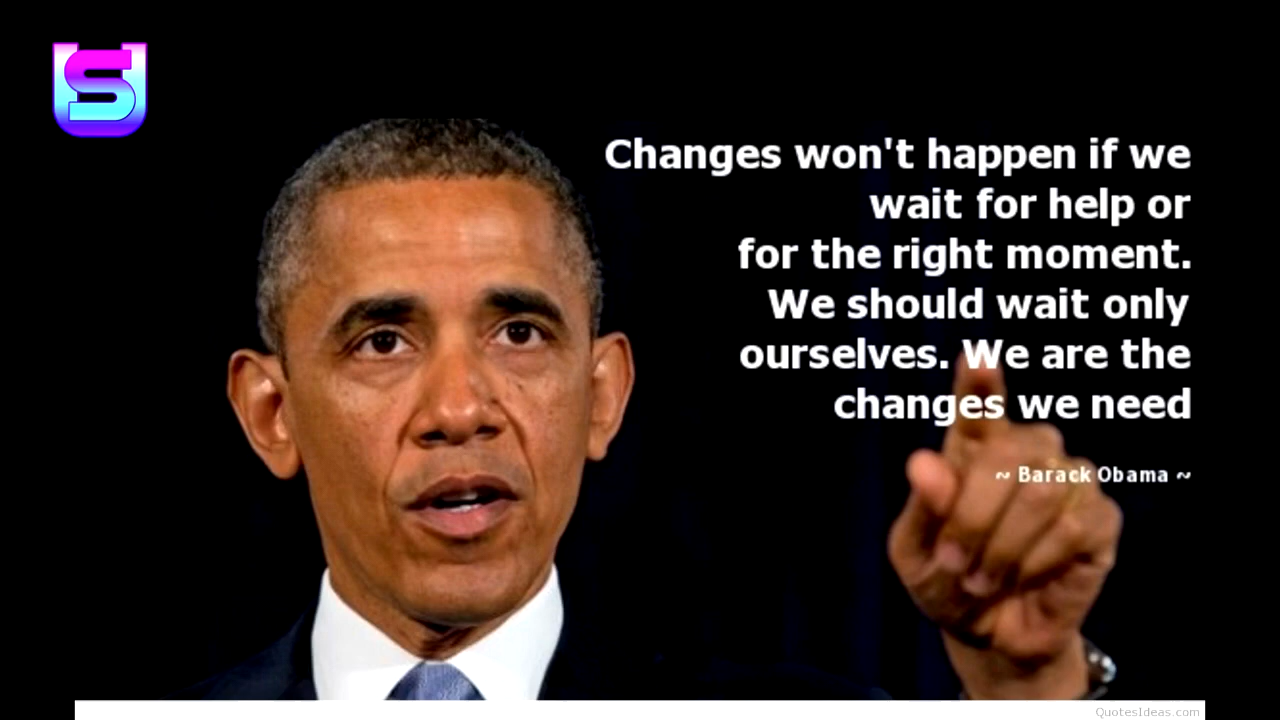 S
Changes won't happen if we
wait for help or
for the right moment.
We should wait only
ourselves. We are the
changes we need
~ Barack Obama ~
QuotesIdeas.com